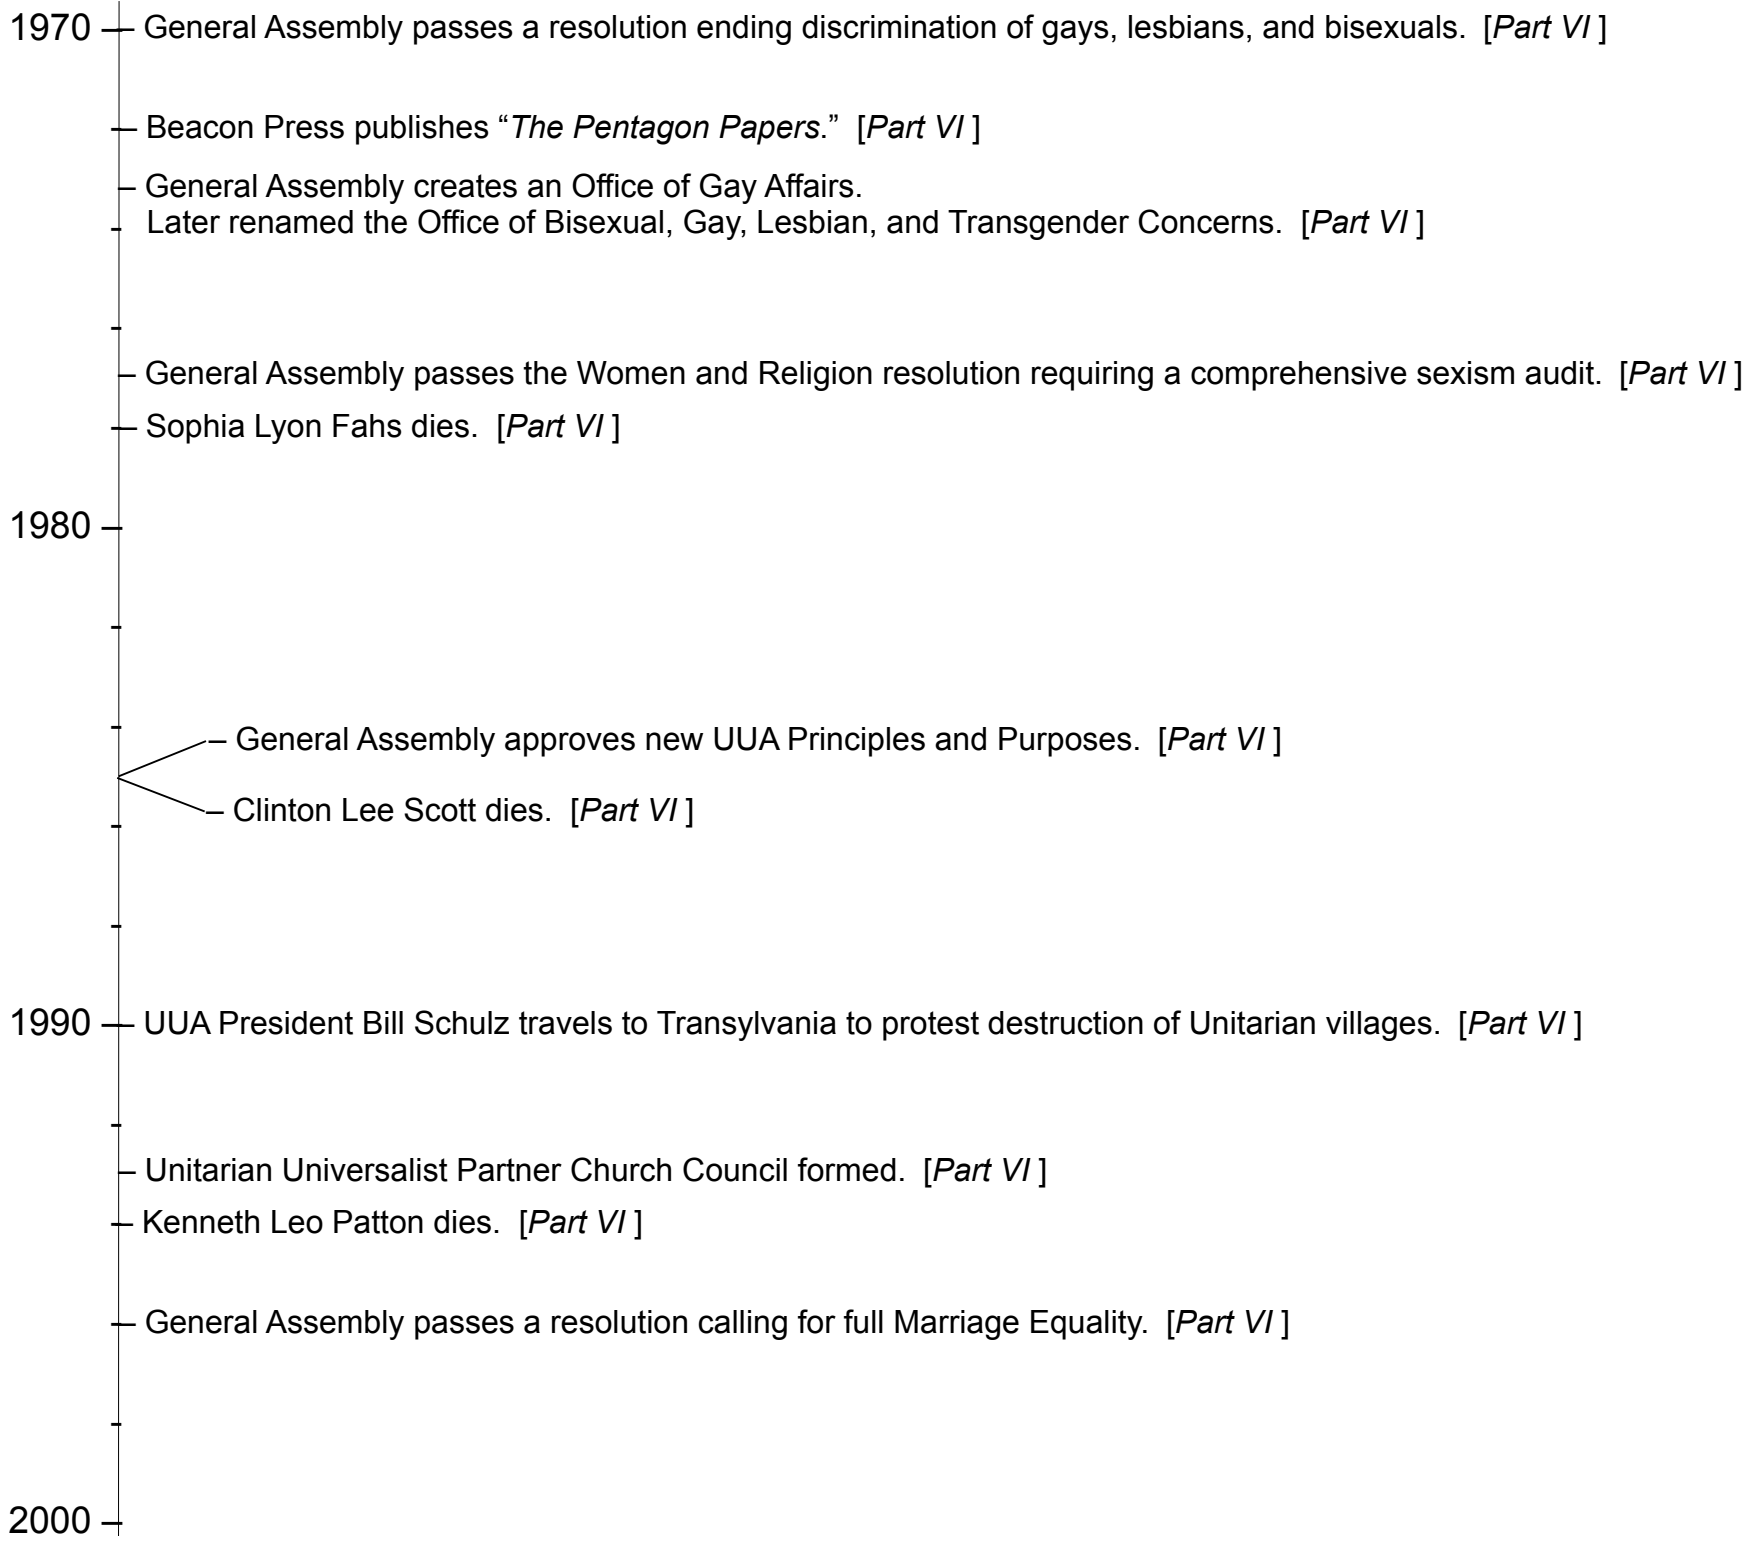 1970 – General Assembly passes a resolution ending discrimination of gays, lesbians, and bisexuals. [Part VI ]
– Beacon Press publishes “The Pentagon Papers.” [Part VI ]
– General Assembly creates an Office of Gay Affairs.
Later renamed the Office of Bisexual, Gay, Lesbian, and Transgender Concerns. [Part VI ]
– General Assembly passes the Women and Religion resolution requiring a comprehensive sexism audit. [Part VI ]
– Sophia Lyon Fahs dies. [Part VI ]
1980 –
– General Assembly approves new UUA Principles and Purposes. [Part VI ]
– Clinton Lee Scott dies. [Part VI ]
1990 – UUA President Bill Schulz travels to Transylvania to protest destruction of Unitarian villages. [Part VI ]
– Unitarian Universalist Partner Church Council formed. [Part VI ]
– Kenneth Leo Patton dies. [Part VI ]
– General Assembly passes a resolution calling for full Marriage Equality. [Part VI ]
2000 –